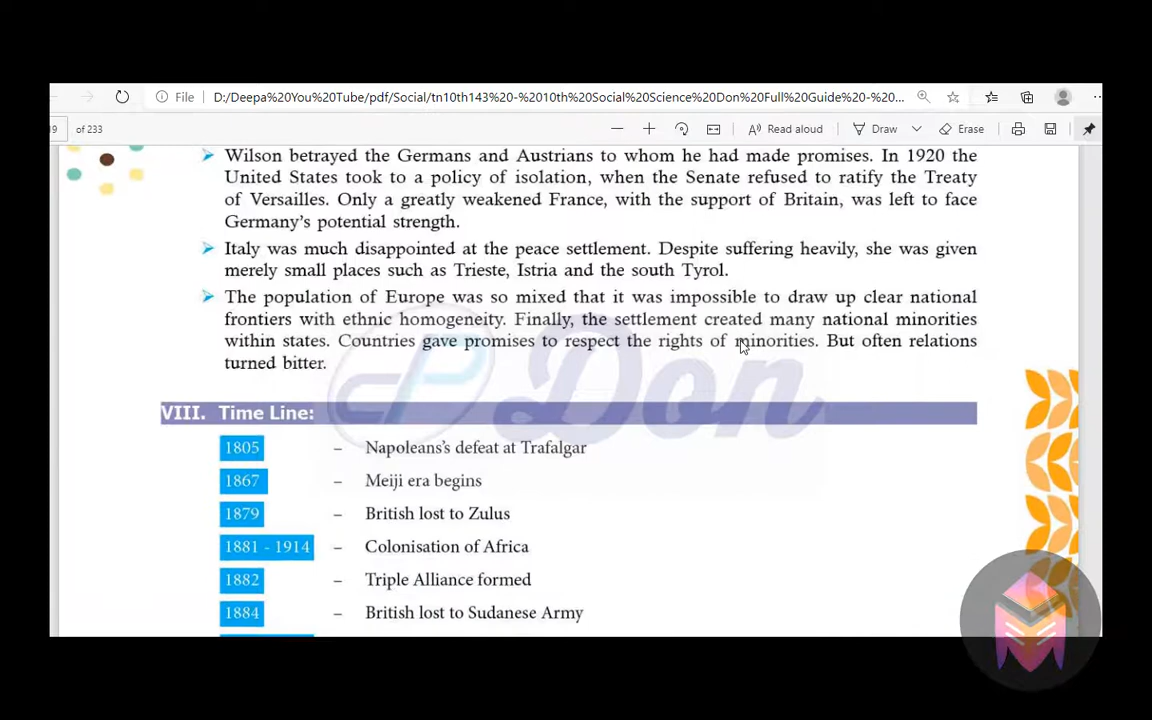 File D:/Deepa%20You%20Tube/pdf/Social/tn10th143%20-%2010th%20Social%20Science%20Don%20Full%20Guide%20-%20...
of 233 Read aloud Draw Erase
Wilson betrayed the Germans and Austrians to whom he had made promises. In 1920 the
United States took to a policy of isolation, when the Senate refused to ratify the Treaty
of Versailles. Only a greatly weakened France, with the support of Britain, was left to face
Germany's potential strength.
Italy was much disappointed at the peace settlement. Despite suffering heavily, she was given
merely small places such as Trieste, Istria and the south Tyrol.
The population of Europe was so mixed that it was impossible to draw up clear national
frontiers with ethnic homogeneity. Finally, the settlement created many national minorities
within states. Countries gave promises to respect the rights of minorities. But often relations
turned bitter.
Don
VIII. Time Line:
1805 – Napoleans's defeat at Trafalgar
1867 – Meiji era begins
1879 – British lost to Zulus
1881 - 1914 – Colonisation of Africa
1882 – Triple Alliance formed
1884 – British lost to Sudanese Army